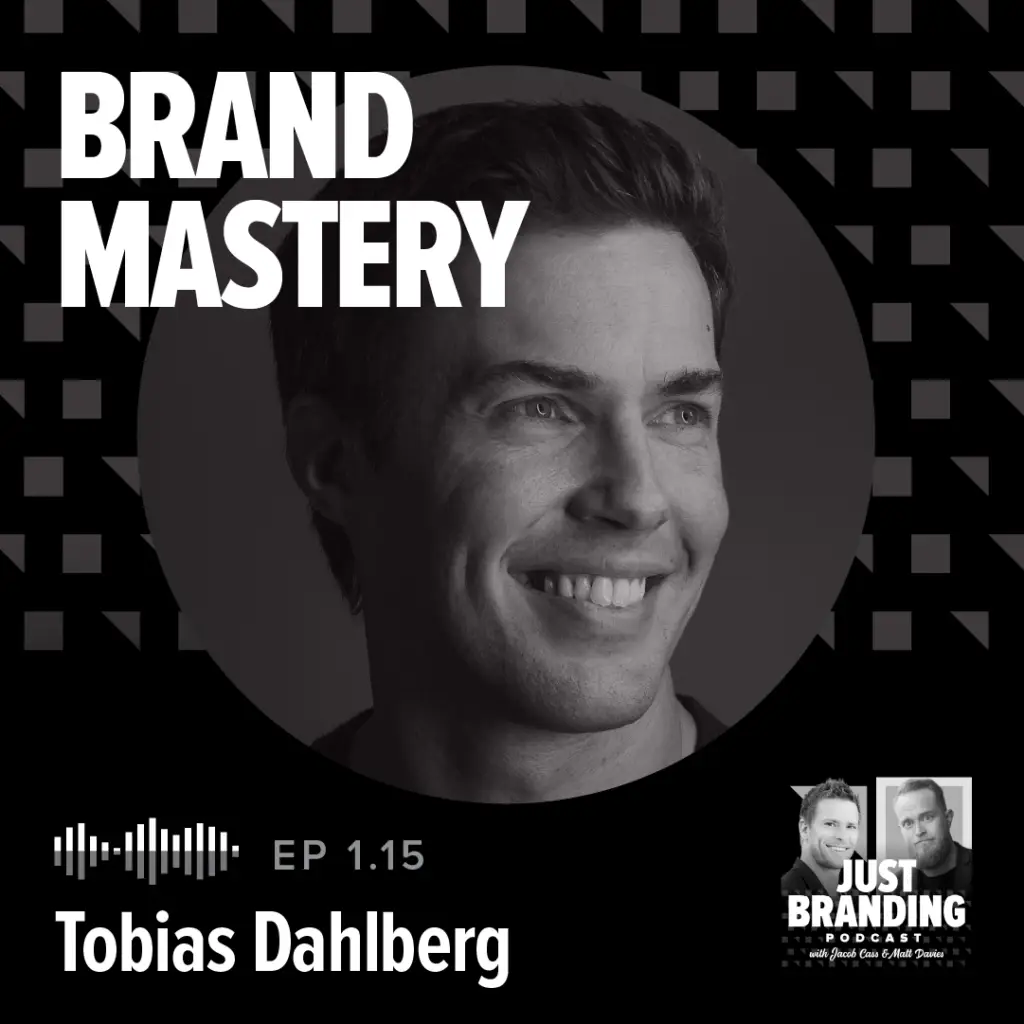 BRAND
MASTERY
EP 1.15
Tobias Dahlberg
JUST
BRANDING
PODCAST
with Jacob Cass & Matt Davies